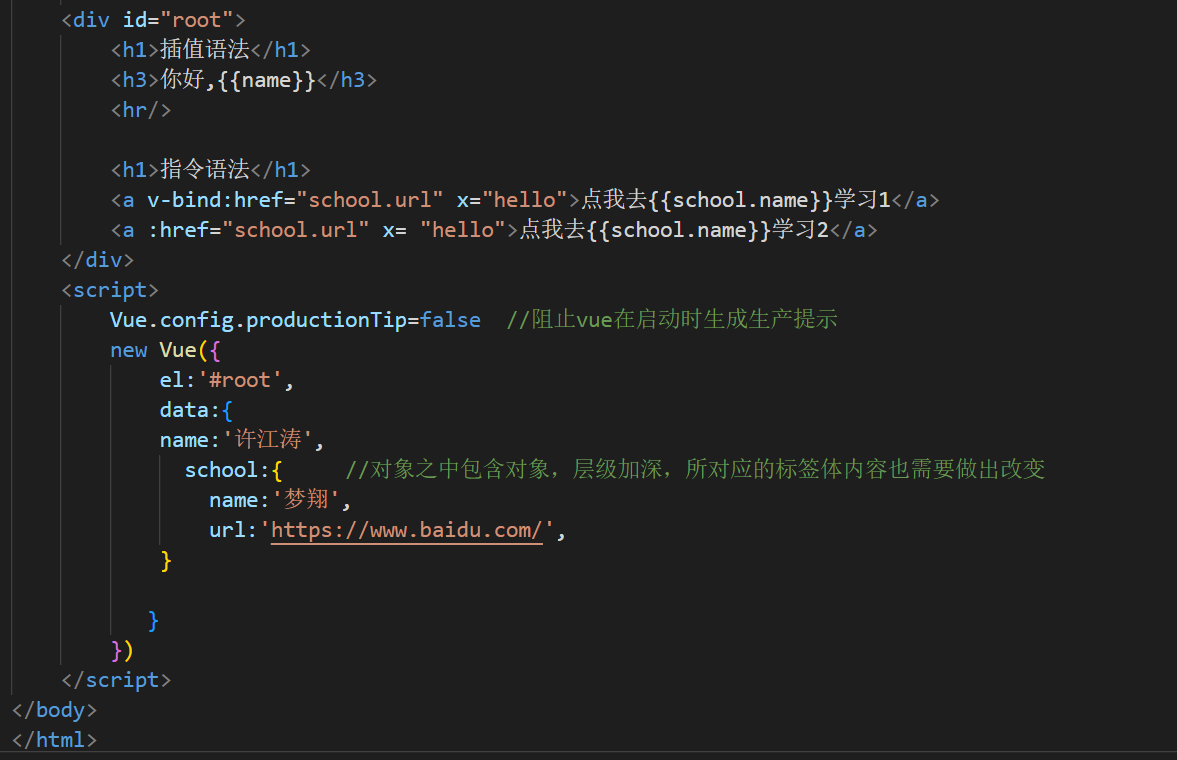 <div id="root">
<h1>插值语法</h1>
<h3>你好,{{name}}</h3>
<hr/>
<h1>指令语法</h1>
<a v-bind:href="school.url" x="hello">点我去{{school.name}}学习1</a>
<a :href="school.url" x= "hello">点我去{{school.name}}学习2</a>
</div>
<script>
Vue.config.productionTip=false  //阻止vue在启动时生成生产提示
new Vue({
el:'#root',
data:{
name:'许江涛',
school:{     //对象之中包含对象，层级加深，所对应的标签体内容也需要做出改变
name:'梦翔',
url:'https://www.baidu.com/',
}
}
})
</script>
</body>
</html>